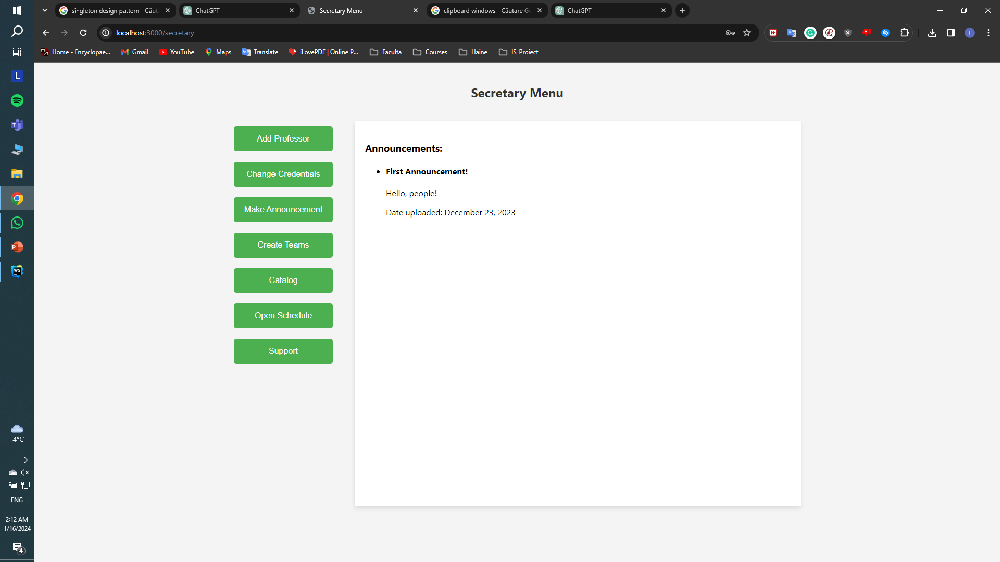 singleton design pattern - Cău
ChatGPT
Secretary Menu
clipboard windows - Căutare G
ChatGPT
localhost:3000/secretary
Home - Encyclopae...
Gmail
YouTube
Maps
Translate
iLovePDF | Online P...
Faculta
Courses
Haine
IS_Proiect
Secretary Menu
Add Professor
Change Credentials
Make Announcement
Create Teams
Catalog
Open Schedule
Support
Announcements:
First Announcement!
Hello, people!
Date uploaded: December 23, 2023
L
T
P
WS
-4°C
ENG
2:12 AM
1/16/2024
4
I